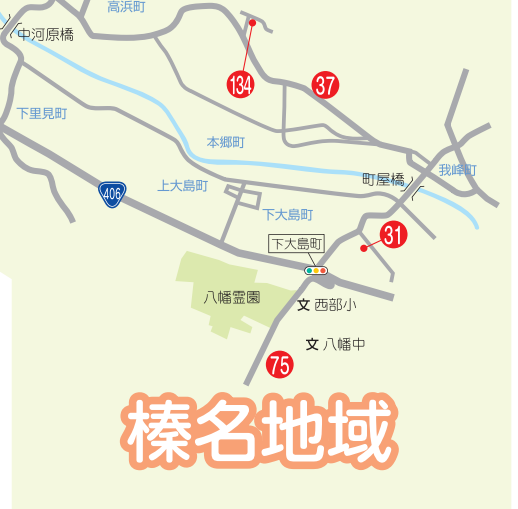 高浜町
中河原橋
134
37
下里見町
本郷町
町屋橋
我峰町
上大島町
406
下大島町
31
下大島町
八幡霊園
文 西部小
文 八幡中
75
榛名地域